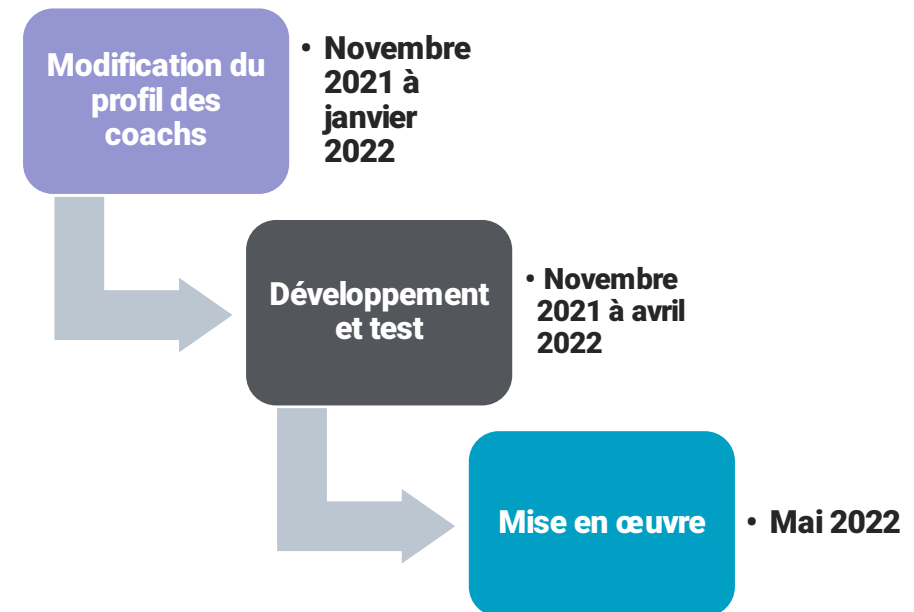 Modification du
profil des
coachs
• Novembre
2021 à
janvier
2022
Développement
et test
• Novembre
2021 à avril
2022
Mise en œuvre
• Mai 2022